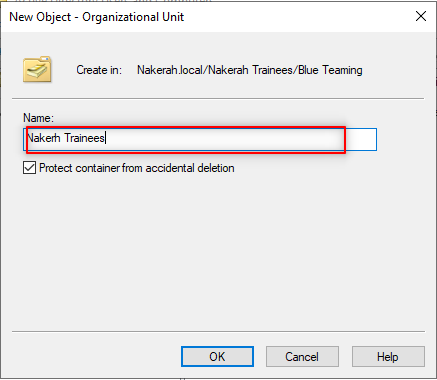 New Object - Organizational Unit
Create in: Nakerah.local/Nakerah Trainees/Blue Teaming
Name:
Nakerh Trainees
Protect container from accidental deletion
OK Cancel Help